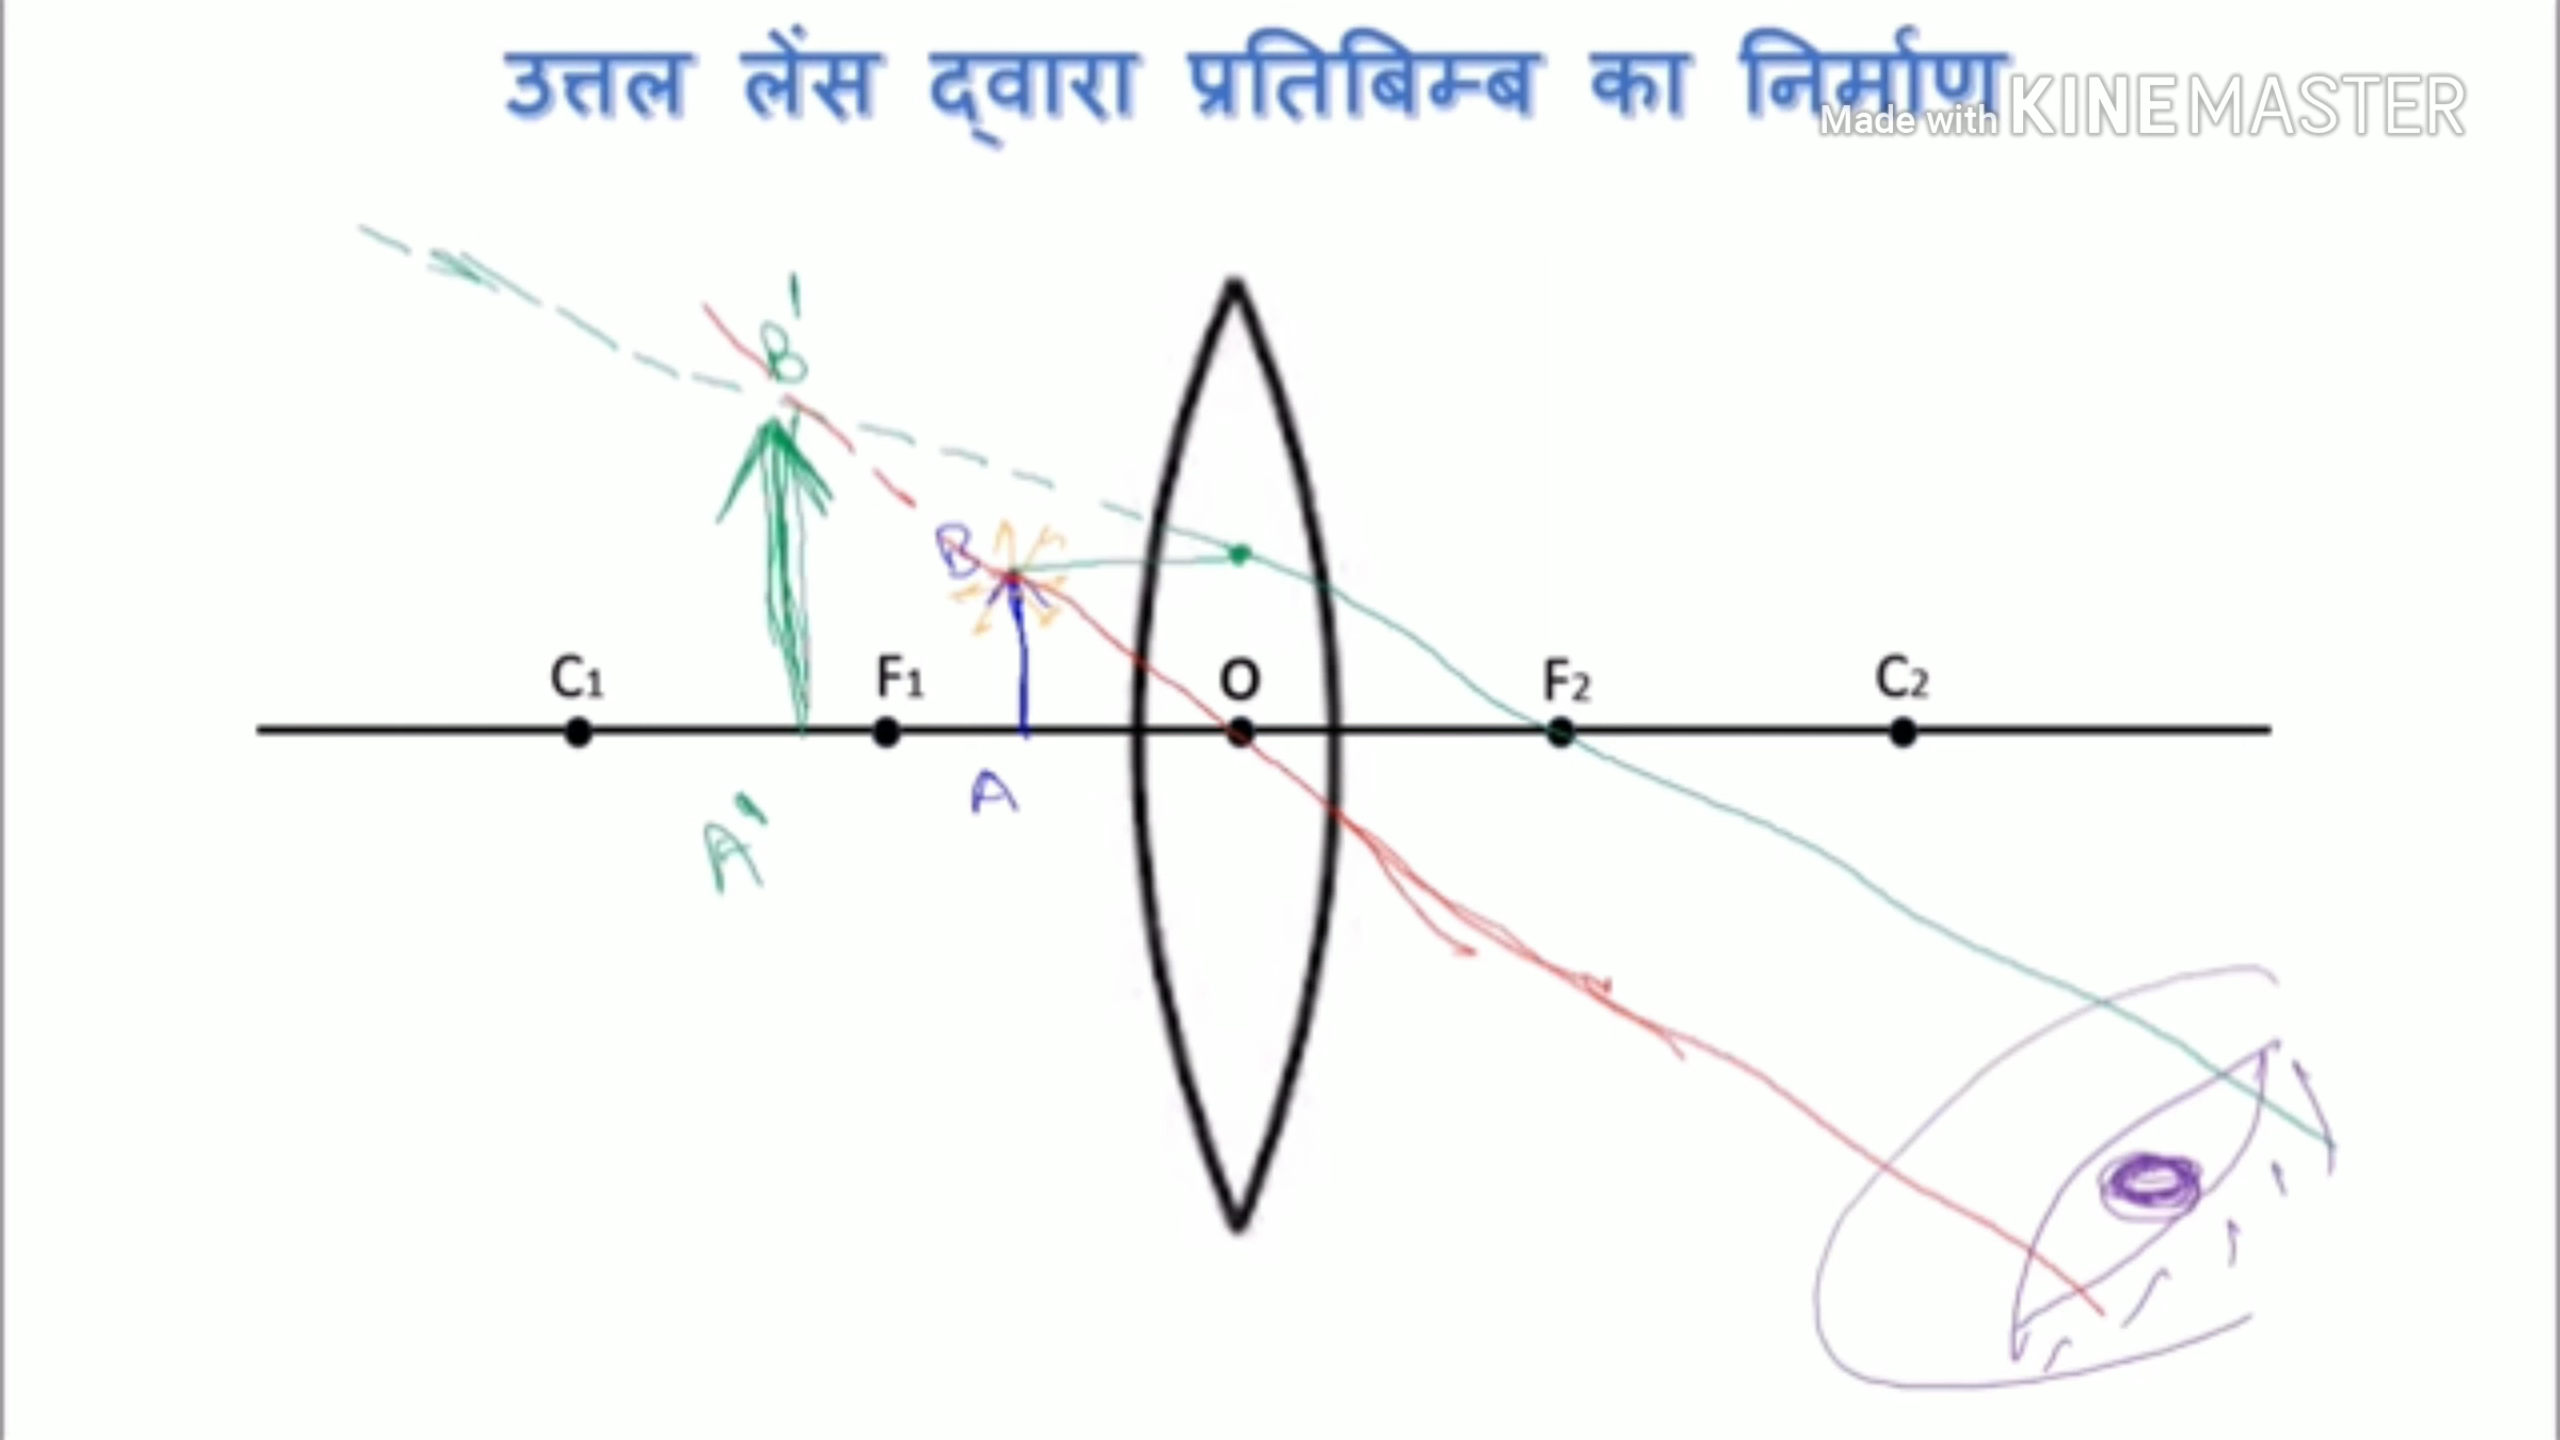 उत्तल लेंस द्वारा प्रतिबिम्ब का निर्माण
Made with KINEMASTER
B'
B
C1 F1 O F2 C2
A
A'